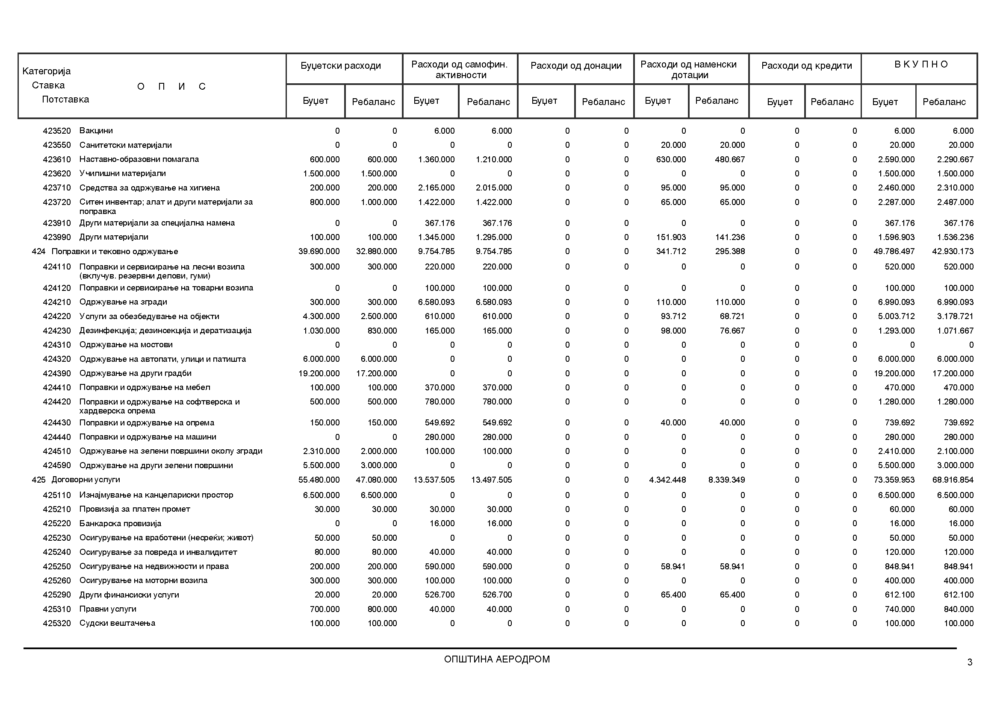 Категорија
Ставка
Потставка
О П И С
Буџетски расходи
Расходи од самофин. активности
Расходи од донации
Расходи од наменски дотации
Расходи од кредити
В К У П Н О
Буџет Ребаланс Буџет Ребаланс Буџет Ребаланс Буџет Ребаланс Буџет Ребаланс Буџет Ребаланс
423520 Вакцини 0 0 6.000 6.000 0 0 0 0 0 0 6.000 6.000
423550 Санитетски материјали 0 0 0 0 0 0 20.000 20.000 0 0 20.000 20.000
423610 Наставно-образовни помагала 600.000 600.000 1.360.000 1.210.000 0 0 630.000 480.667 0 0 2.590.000 2.290.667
423620 Училишни материјали 1.500.000 1.500.000 0 0 0 0 0 0 0 0 1.500.000 1.500.000
423710 Средства за одржување на хигиена 200.000 200.000 2.165.000 2.015.000 0 0 95.000 95.000 0 0 2.460.000 2.310.000
423720 Ситен инвентар; алат и други материјали за 800.000 1.000.000 1.422.000 1.422.000 0 0 65.000 65.000 0 0 2.287.000 2.487.000
поправка
423910 Други материјали за специјална намена 0 0 367.176 367.176 0 0 0 0 0 0 367.176 367.176
423990 Други материјали 100.000 100.000 1.345.000 1.295.000 0 0 151.903 141.236 0 0 1.596.903 1.536.236
424 Поправки и тековно одржување 39.690.000 32.880.000 9.754.785 9.754.785 0 0 341.712 295.388 0 0 49.786.497 42.930.173
424110 Поправки и сервисирање на лесни возила 300.000 300.000 220.000 220.000 0 0 0 0 0 0 520.000 520.000
(вклучув. резервни делови, гуми)
424120 Поправки и сервисирање на товарни возила 0 0 100.000 100.000 0 0 0 0 0 0 100.000 100.000
424210 Одржување на згради 300.000 300.000 6.580.093 6.580.093 0 0 110.000 110.000 0 0 6.990.093 6.990.093
424220 Услуги за обезбедување на објекти 4.300.000 2.500.000 610.000 610.000 0 0 93.712 68.721 0 0 5.003.712 3.178.721
424230 Дезинфекција; дезинсекција и дератизација 1.030.000 830.000 165.000 165.000 0 0 98.000 76.667 0 0 1.293.000 1.071.667
424310 Одржување на мостови 0 0 0 0 0 0 0 0 0 0 0 0
424320 Одржување на автопати, улици и патишта 6.000.000 6.000.000 0 0 0 0 0 0 0 0 6.000.000 6.000.000
424390 Одржување на други градби 19.200.000 17.200.000 0 0 0 0 0 0 0 0 19.200.000 17.200.000
424410 Поправки и одржување на мебел 100.000 100.000 370.000 370.000 0 0 0 0 0 0 470.000 470.000
424420 Поправки и одржување на софтверска и 500.000 500.000 780.000 780.000 0 0 0 0 0 0 1.280.000 1.280.000
хардверска опрема
424430 Поправки и одржување на опрема 150.000 150.000 549.692 549.692 0 0 40.000 40.000 0 0 739.692 739.692
424440 Поправки и одржување на машини 0 0 280.000 280.000 0 0 0 0 0 0 280.000 280.000
424510 Одржување на зелени површини околу згради 2.310.000 2.000.000 100.000 100.000 0 0 0 0 0 0 2.410.000 2.100.000
424590 Одржување на други зелени површини 5.500.000 3.000.000 0 0 0 0 0 0 0 0 5.500.000 3.000.000
425 Договорни услуги 55.480.000 47.080.000 13.537.505 13.497.505 0 0 4.342.448 8.339.349 0 0 73.359.953 68.916.854
425110 Изнајмување на канцелариски простор 6.500.000 6.500.000 0 0 0 0 0 0 0 0 6.500.000 6.500.000
425210 Провизија за платен промет 30.000 30.000 30.000 30.000 0 0 0 0 0 0 60.000 60.000
425220 Банкарска провизија 0 0 16.000 16.000 0 0 0 0 0 0 16.000 16.000
425230 Осигурување на вработени (несреќи; живот) 50.000 50.000 0 0 0 0 0 0 0 0 50.000 50.000
425240 Осигурување за повреда и инвалидитет 80.000 80.000 40.000 40.000 0 0 0 0 0 0 120.000 120.000
425250 Осигурување на недвижности и права 200.000 200.000 590.000 590.000 0 0 58.941 58.941 0 0 848.941 848.941
425260 Осигурување на моторни возила 300.000 300.000 100.000 100.000 0 0 0 0 0 0 400.000 400.000
425290 Други финансиски услуги 20.000 20.000 526.700 526.700 0 0 65.400 65.400 0 0 612.100 612.100
425310 Правни услуги 700.000 800.000 40.000 40.000 0 0 0 0 0 0 740.000 840.000
425320 Судски вештачења 100.000 100.000 0 0 0 0 0 0 0 0 100.000 100.000
ОПШТИНА АЕРОДРОМ
3